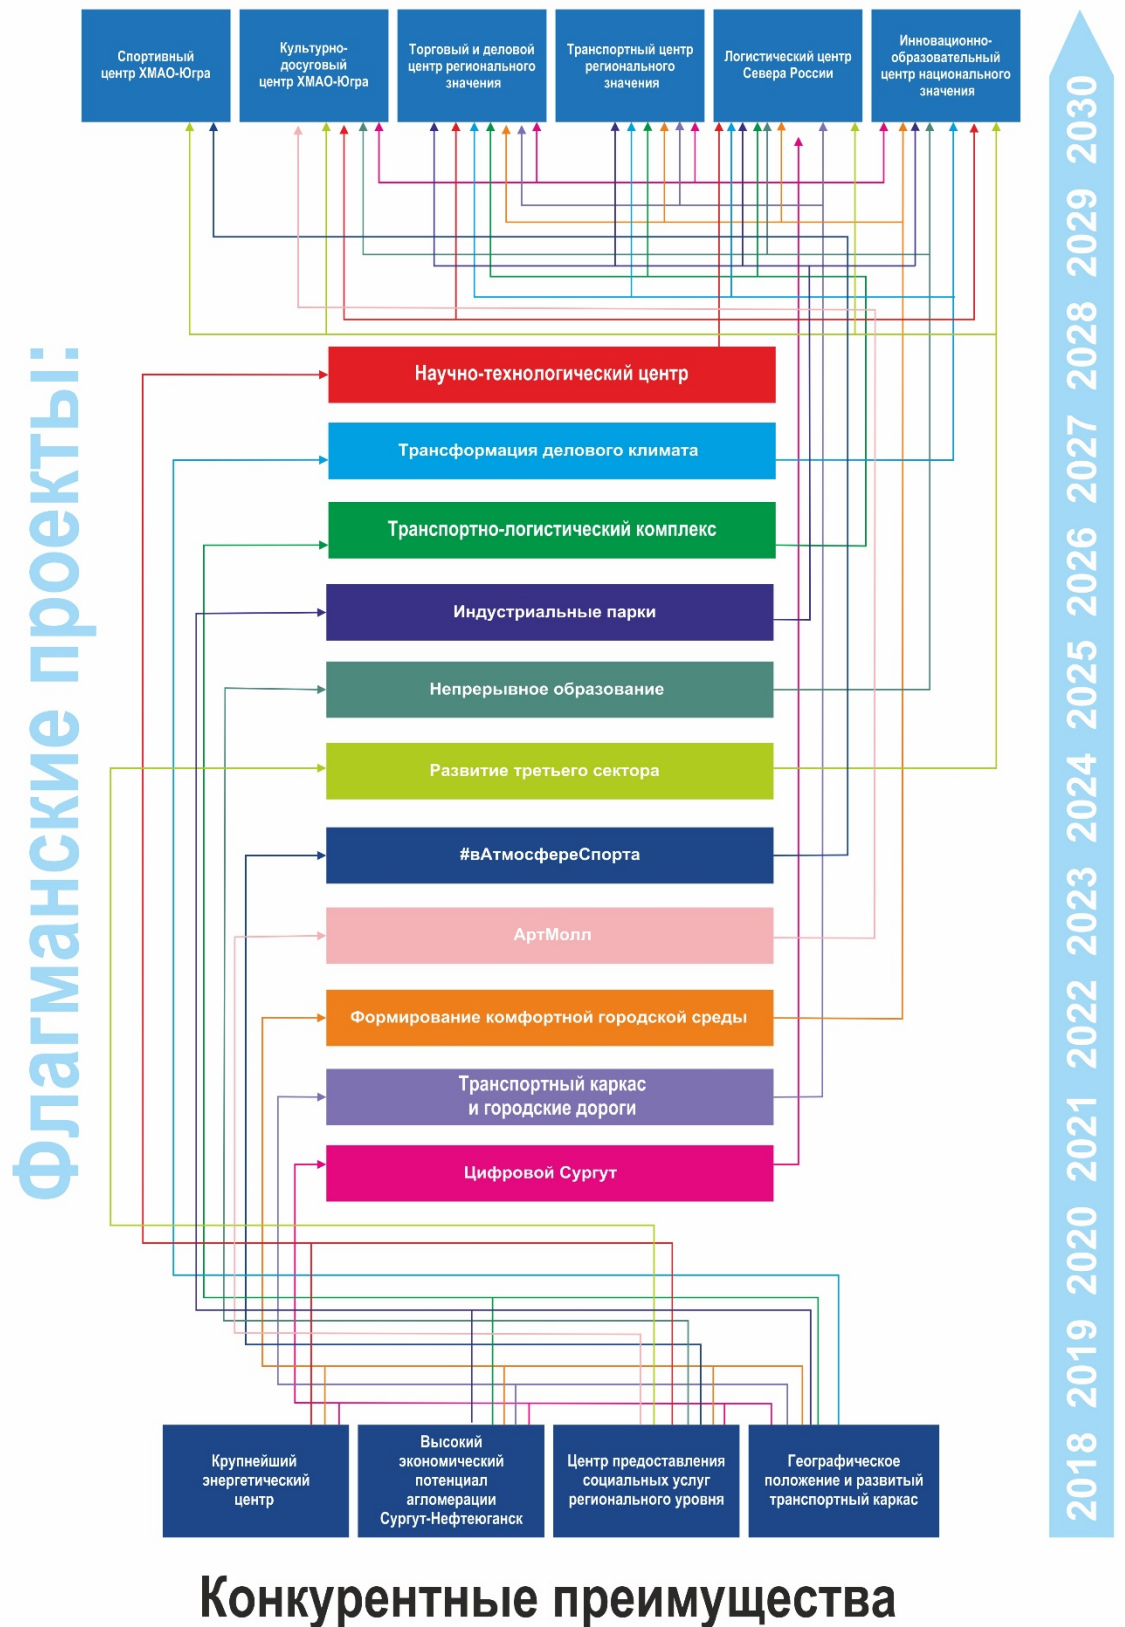 Спортивный
центр ХМАО-Югра
Культурно-
досуговый
центр ХМАО-Югра
Торговый и деловой
центр регионального
значения
Транспортный центр
регионального
значения
Логистический центр
Севера России
Инновационно-
образовательный
центр национального
значения
Флагманские проекты:
Научно-технологический центр
Трансформация делового климата
Транспортно-логистический комплекс
Индустриальные парки
Непрерывное образование
Развитие третьего сектора
#вАтмосфереСпорта
АртМолл
Формирование комфортной городской среды
Транспортный каркас
и городские дороги
Цифровой Сургут
Крупнейший
энергетический
центр
Высокий
экономический
потенциал
агломерации
Сургут-Нефтеюганск
Центр предоставления
социальных услуг
регионального уровня
Географическое
положение и развитый
транспортный каркас
2018 2019 2020 2021 2022 2023 2024 2025 2026 2027 2028 2029 2030
Конкурентные преимущества